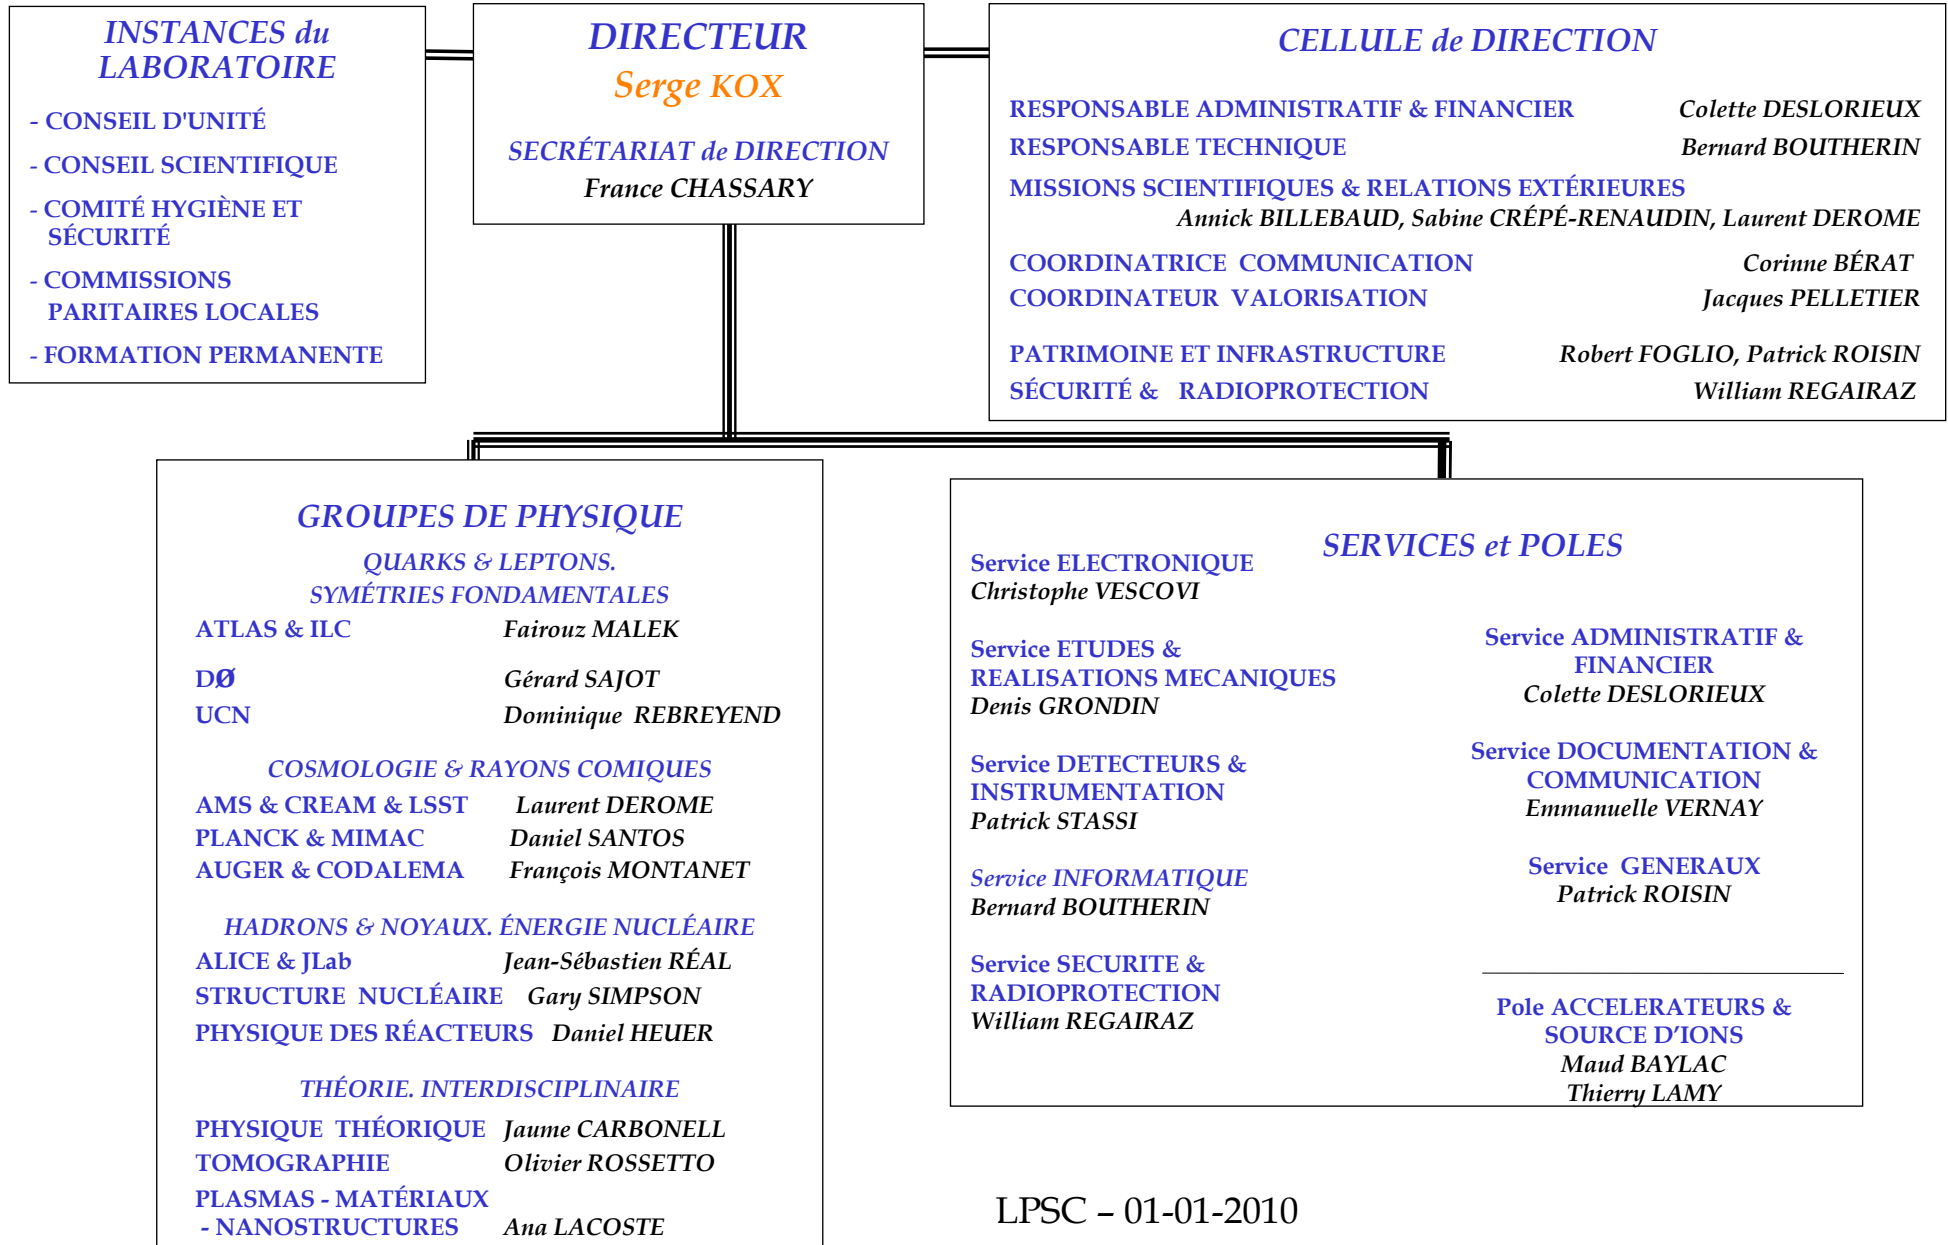 INSTANCES du
LABORATOIRE
- CONSEIL D'UNITÉ
- CONSEIL SCIENTIFIQUE
- COMITÉ HYGIÈNE ET
SÉCURITÉ
- COMMISSIONS
PARITAIRES LOCALES
- FORMATION PERMANENTE
DIRECTEUR
Serge KOX
SECRÉTARIAT de DIRECTION
France CHASSARY
CELLULE de DIRECTION
RESPONSABLE ADMINISTRATIF & FINANCIER Colette DESLORIEUX
RESPONSABLE TECHNIQUE Bernard BOUTHERIN
MISSIONS SCIENTIFIQUES & RELATIONS EXTÉRIEURES
Annick BILLEBAUD, Sabine CRÉPÉ-RENAUDIN, Laurent DEROME
COORDINATRICE COMMUNICATION Corinne BÉRAT
COORDINATEUR VALORISATION Jacques PELLETIER
PATRIMOINE ET INFRASTRUCTURE Robert FOGLIO, Patrick ROISIN
SÉCURITÉ & RADIOPROTECTION William REGAIRAZ
GROUPES DE PHYSIQUE
QUARKS & LEPTONS.
SYMÉTRIES FONDAMENTALES
ATLAS & ILC Fairouz MALEK
DØ Gérard SAJOT
UCN Dominique REBREYEND
COSMOLOGIE & RAYONS COMIQUES
AMS & CREAM & LSST Laurent DEROME
PLANCK & MIMAC Daniel SANTOS
AUGER & CODALEMA François MONTANET
HADRONS & NOYAUX. ÉNERGIE NUCLÉAIRE
ALICE & JLab Jean-Sébastien RÉAL
STRUCTURE NUCLÉAIRE Gary SIMPSON
PHYSIQUE DES RÉACTEURS Daniel HEUER
THÉORIE. INTERDISCIPLINAIRE
PHYSIQUE THÉORIQUE Jaume CARBONELL
TOMOGRAPHIE Olivier ROSSETTO
PLASMAS - MATÉRIAUX
- NANOSTRUCTURES Ana LACOSTE
SERVICES et POLES
Service ELECTRONIQUE
Christophe VESCOVI
Service ETUDES &
REALISATIONS MECANIQUES
Denis GRONDIN
Service DETECTEURS &
INSTRUMENTATION
Patrick STASSI
Service INFORMATIQUE
Bernard BOUTHERIN
Service SECURITE &
RADIOPROTECTION
William REGAIRAZ
Service ADMINISTRATIF &
FINANCIER
Colette DESLORIEUX
Service DOCUMENTATION &
COMMUNICATION
Emmanuelle VERNAY
Service GENERAUX
Patrick ROISIN
Pole ACCELERATEURS &
SOURCE D’IONS
Maud BAYLAC
Thierry LAMY
LPSC – 01-01-2010